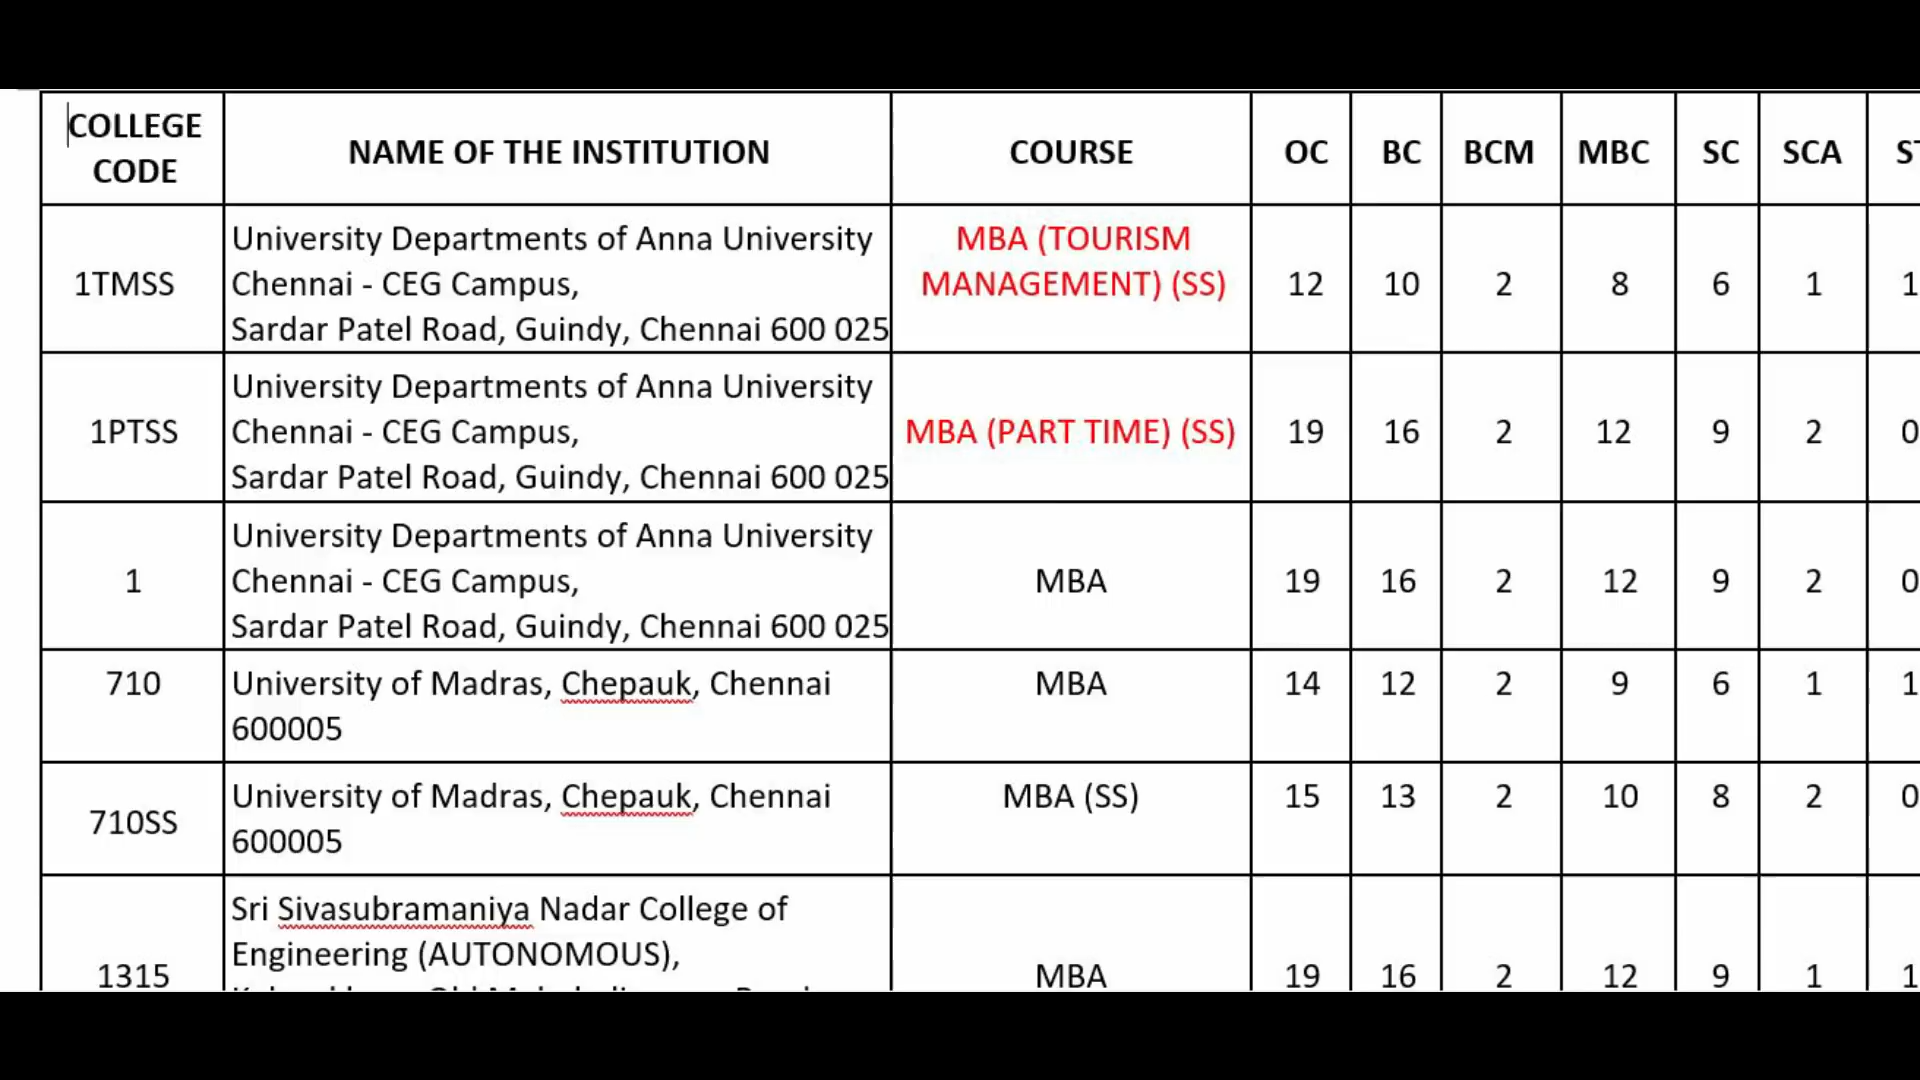 COLLEGE CODE NAME OF THE INSTITUTION COURSE OC BC BCM MBC SC SCA
1TMSS
University Departments of Anna University
Chennai - CEG Campus,
Sardar Patel Road, Guindy, Chennai 600 025
MBA (TOURISM
MANAGEMENT) (SS)
12 10 2 8 6 1 1
1PTSS
University Departments of Anna University
Chennai - CEG Campus,
Sardar Patel Road, Guindy, Chennai 600 025
MBA (PART TIME) (SS)
19 16 2 12 9 2 0
1
University Departments of Anna University
Chennai - CEG Campus,
Sardar Patel Road, Guindy, Chennai 600 025
MBA
19 16 2 12 9 2 0
710
University of Madras, Chepauk, Chennai
600005
MBA
14 12 2 9 6 1 1
710SS
University of Madras, Chepauk, Chennai
600005
MBA (SS)
15 13 2 10 8 2 0
1315
Sri Sivasubramaniya Nadar College of
Engineering (AUTONOMOUS),
MBA
19 16 2 12 9 1 1